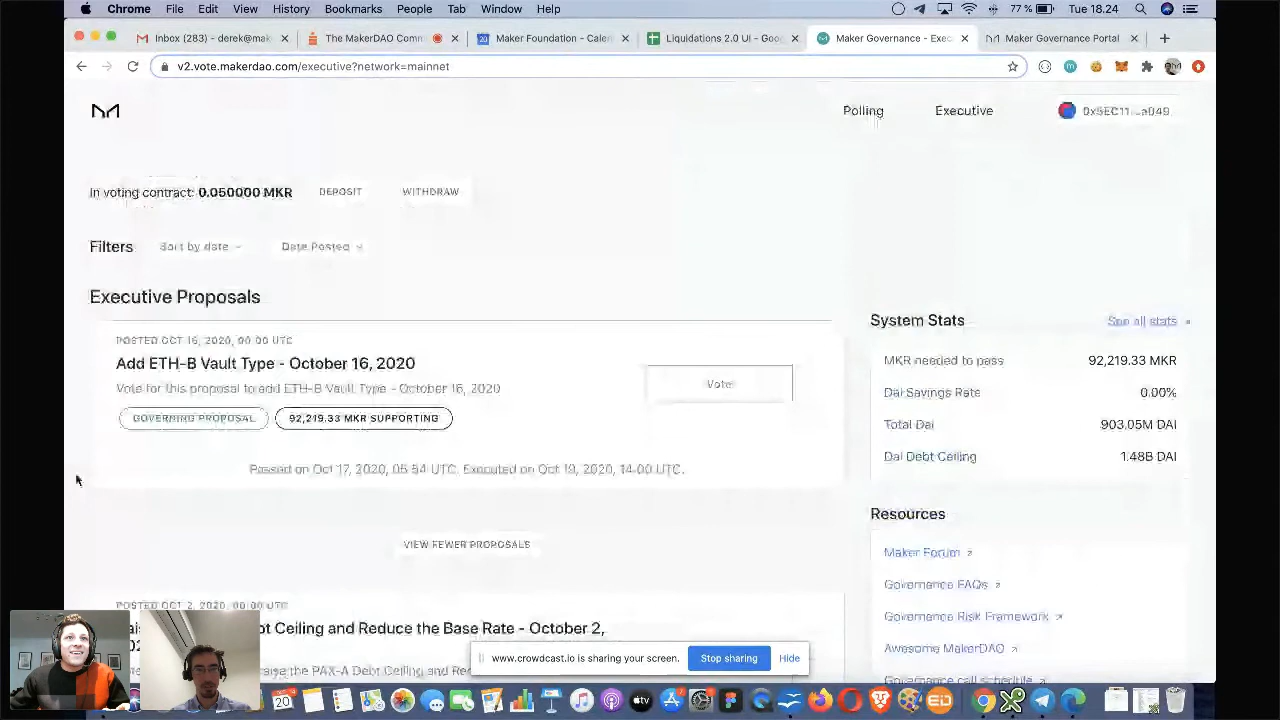 Chrome File Edit View History Bookmarks People Tab Window Help 77% Tue 18.24
Inbox (283) - derek@mak
The MakerDAO Comm
Maker Foundation - Calen
Liquidations 2.0 UI - Goog
Maker Governance - Exec
Maker Governance Portal
v2.vote.makerdao.com/executive?network=mainnet
Polling
Executive
In voting contract: 0.050000 MKR
DEPOSIT
WITHDRAW
Filters
Sort by date
Date Posted
Executive Proposals
POSTED OCT 16, 2020, 00:00 UTC
Add ETH-B Vault Type - October 16, 2020
Vote for this proposal to add ETH-B Vault Type - October 16, 2020
Vote
GOVERNING PROPOSAL
92,219.33 MKR SUPPORTING
Passed on Oct 17, 2020, 05:54 UTC. Executed on Oct 19, 2020, 14:00 UTC.
VIEW FEWER PROPOSALS
POSTED OCT 2, 2020, 00:00 UTC
Ceiling and Reduce the Base Rate - October 2,
the PAX-A Debt Ceiling and
System Stats
See all stats
MKR needed to pass 92,219.33 MKR
Dai Savings Rate 0.00%
Total Dai 903.05M DAI
Dai Debt Ceiling 1.48B DAI
Resources
Maker Forum
Governance FAQs
Governance Risk Framework
Awesome MakerDAO
Governance call schedule
www.crowdcast.io is sharing your screen.
Stop sharing
Hide